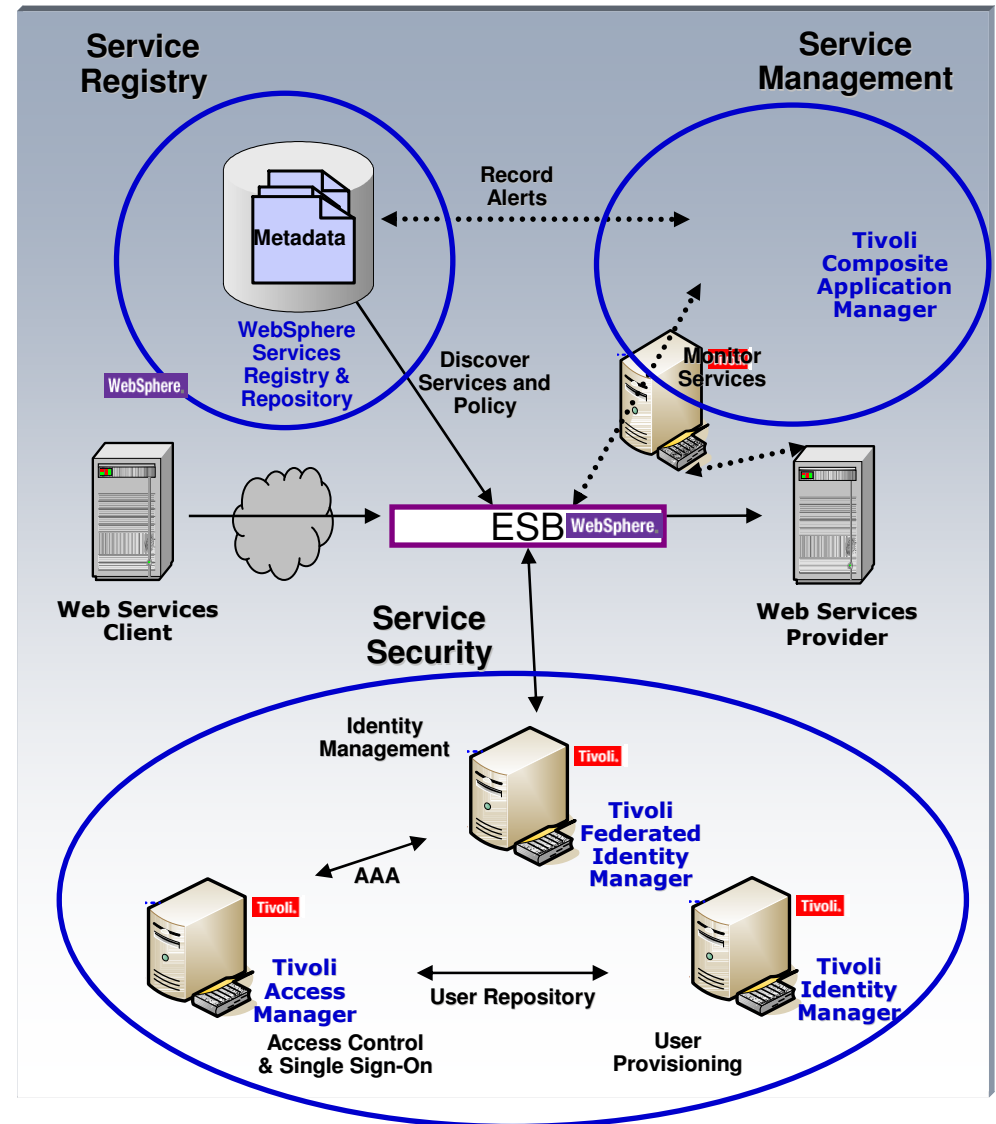 Service
Registry
Service
Management
Record
Alerts
Metadata
Tivoli
Composite
Application
Manager
WebSphere
Services
Registry &
Repository
WebSphere.
Discover
Services and
Policy
Monitor
Services
ESB
WebSphere.
Web Services
Client
Web Services
Provider
Service
Security
Identity
Management
Tivoli.
Tivoli
Federated
Identity
Manager
AAA
Tivoli.
Tivoli
Access
Manager
Access Control
& Single Sign-On
User Repository
Tivoli.
Tivoli
Identity
Manager
User
Provisioning